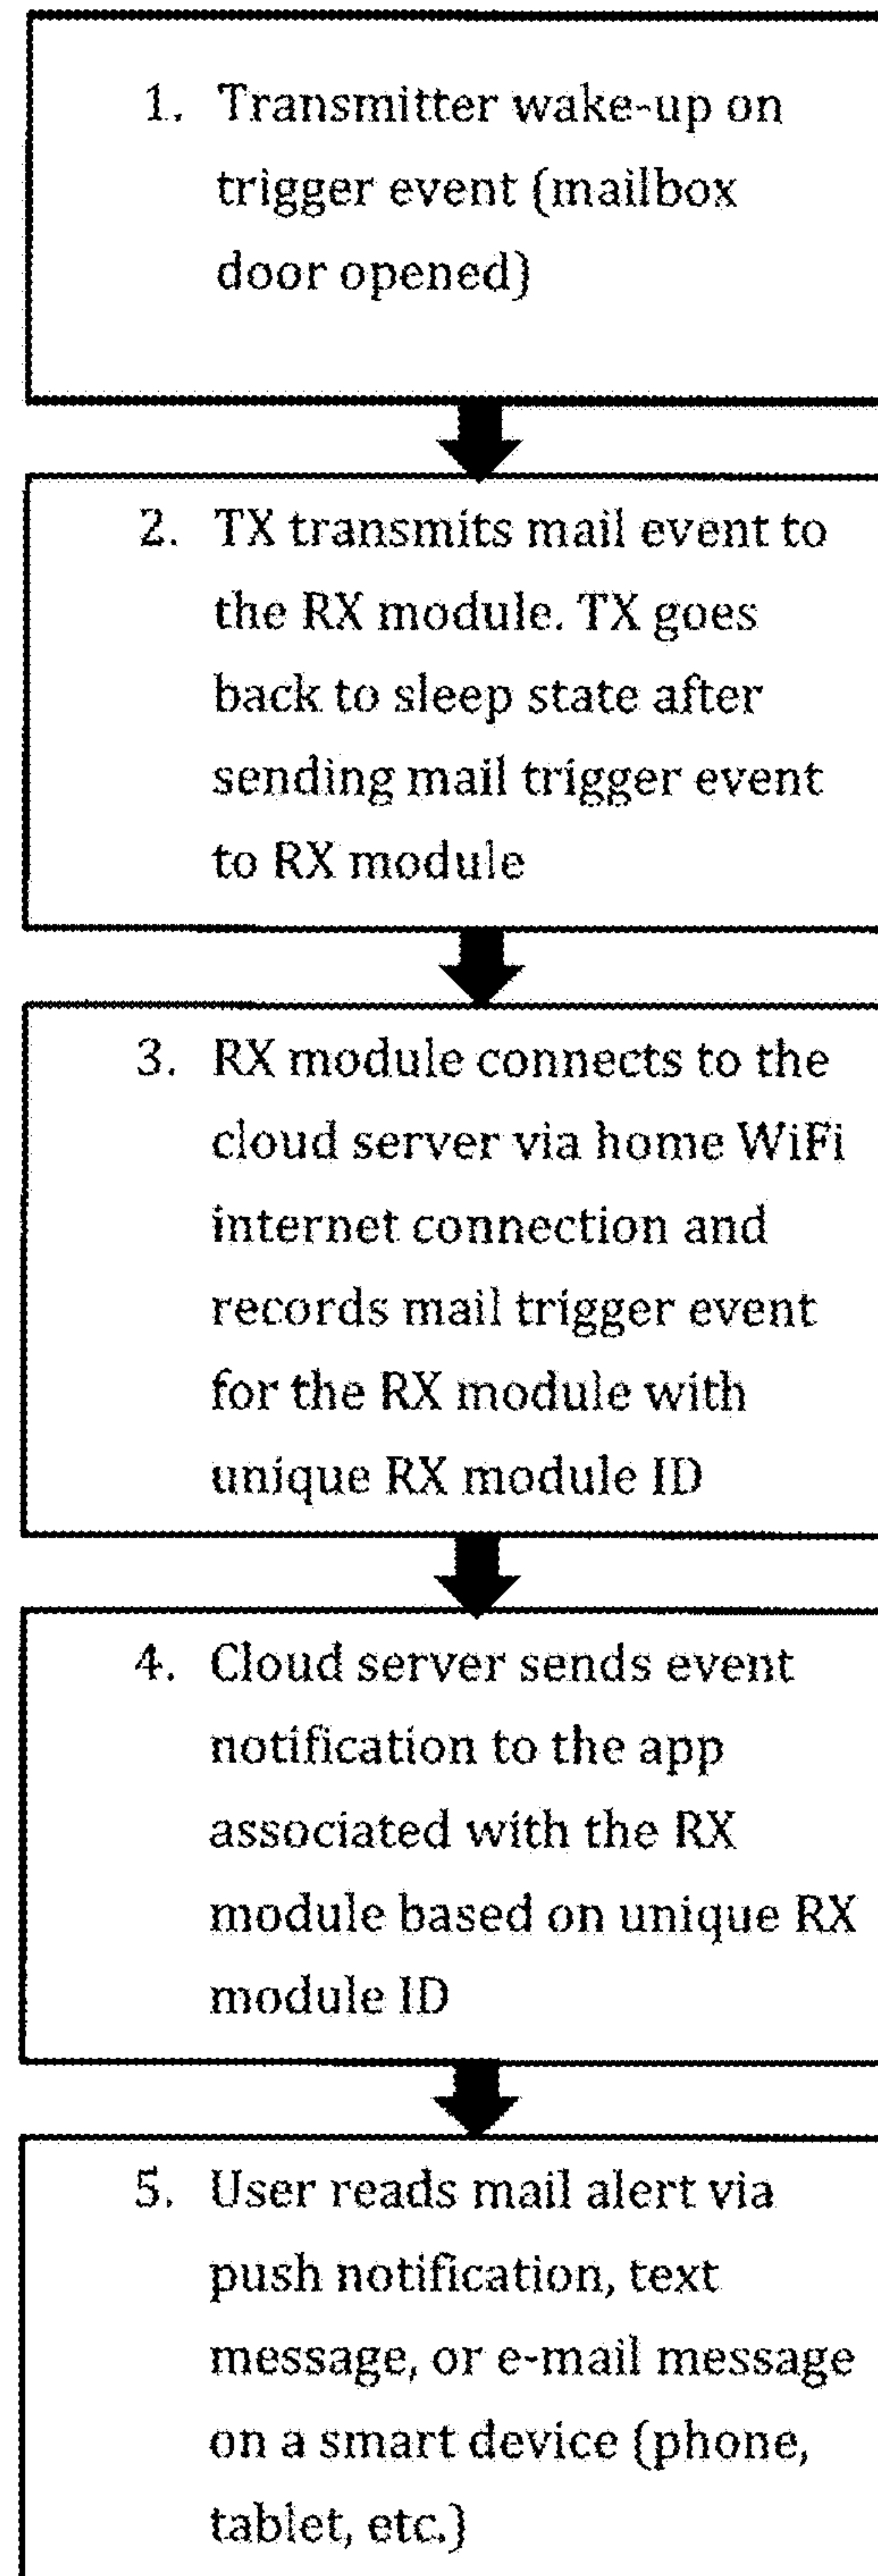 1. Transmitter wake-up on
trigger event (mailbox
door opened)
2. TX transmits mail event to
the RX module. TX goes
back to sleep state after
sending mail trigger event
to RX module
3. RX module connects to the
cloud server via home WiFi
internet connection and
records mail trigger event
for the RX module with
unique RX module ID
4. Cloud server sends event
notification to the app
associated with the RX
module based on unique RX
module ID
5. User reads mail alert via
push notification, text
message, or e-mail message
on a smart device (phone,
tablet, etc.)